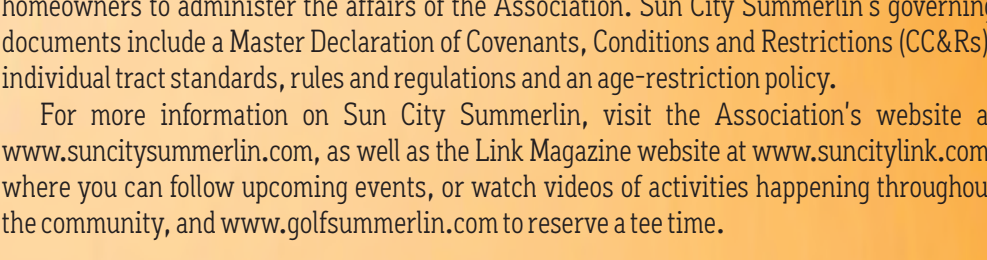 homeowners to administer the affairs of the Association. Sun City Summerlin's governing
documents include a Master Declaration of Covenants, Conditions and Restrictions (CC&Rs)
individual tract standards, rules and regulations and an age-restriction policy.
For more information on Sun City Summerlin, visit the Association's website a
www.suncitysummerlin.com, as well as the Link Magazine website at www.suncitylink.com
where you can follow upcoming events, or watch videos of activities happening throughou
the community, and www.golfsummerlin.com to reserve a tee time.